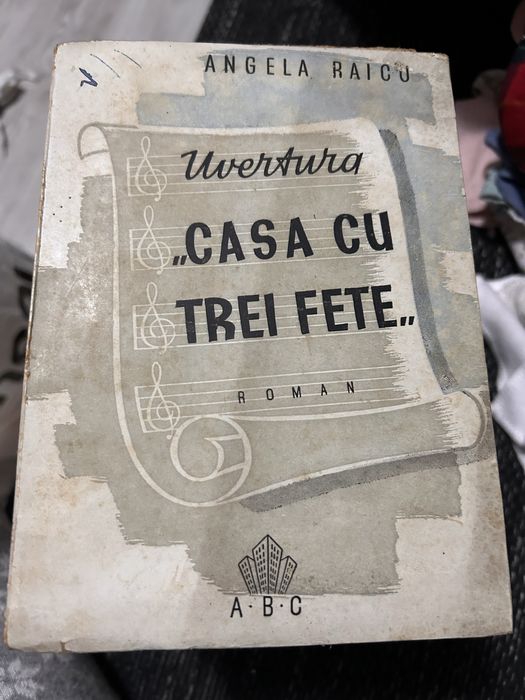 ANGELA RAICU
Uvertura
„CASA CU
TREI FETE„
ROMAN
A·B·C